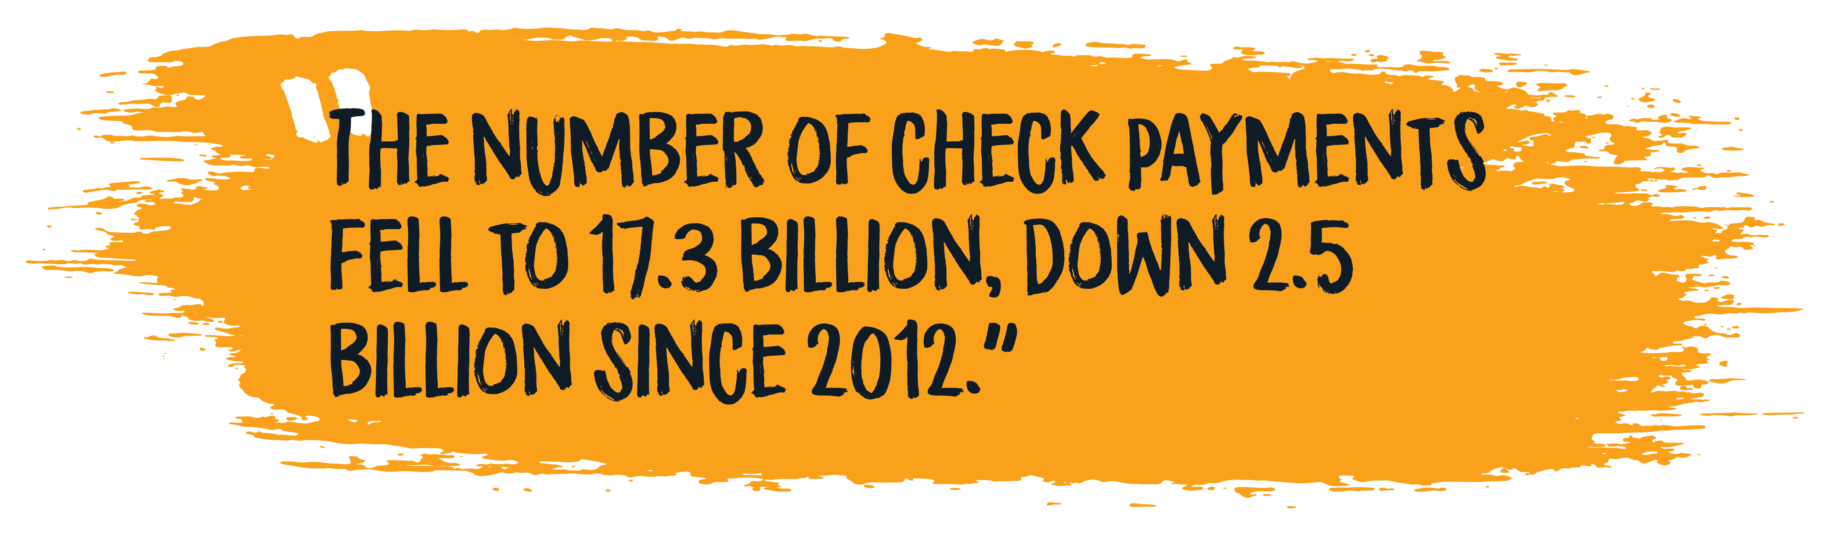 "THE NUMBER OF CHECK PAYMENTS
FELL TO 17.3 BILLION, DOWN 2.5
BILLION SINCE 2012."